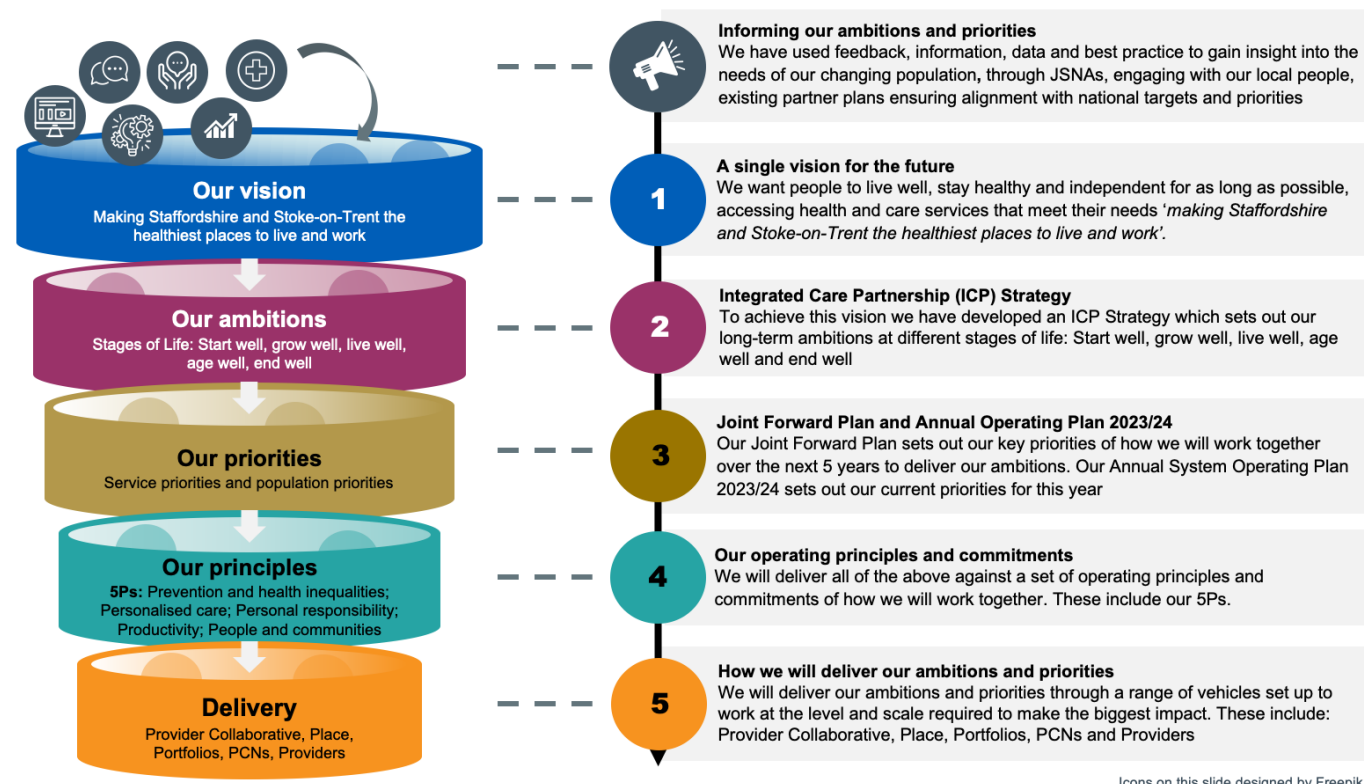 Informing our ambitions and priorities
We have used feedback, information, data and best practice to gain insight into the
needs of our changing population, through JSNAs, engaging with our local people,
existing partner plans ensuring alignment with national targets and priorities
Our vision
Making Staffordshire and Stoke-on-Trent the
healthiest places to live and work
1
A single vision for the future
We want people to live well, stay healthy and independent for as long as possible,
accessing health and care services that meet their needs ‘making Staffordshire
and Stoke-on-Trent the healthiest places to live and work’.
Our ambitions
Stages of Life: Start well, grow well, live well,
age well, end well
2
Integrated Care Partnership (ICP) Strategy
To achieve this vision we have developed an ICP Strategy which sets out our
long-term ambitions at different stages of life: Start well, grow well, live well, age
well and end well
Our priorities
Service priorities and population priorities
3
Joint Forward Plan and Annual Operating Plan 2023/24
Our Joint Forward Plan sets out our key priorities of how we will work together
over the next 5 years to deliver our ambitions. Our Annual System Operating Plan
2023/24 sets out our current priorities for this year
Our principles
5Ps: Prevention and health inequalities;
Personalised care; Personal responsibility;
Productivity; People and communities
4
Our operating principles and commitments
We will deliver all of the above against a set of operating principles and
commitments of how we will work together. These include our 5Ps.
Delivery
Provider Collaborative, Place,
Portfolios, PCNs, Providers
5
How we will deliver our ambitions and priorities
We will deliver our ambitions and priorities through a range of vehicles set up to
work at the level and scale required to make the biggest impact. These include:
Provider Collaborative, Place, Portfolios, PCNs and Providers
Icons on this slide designed by Freepik